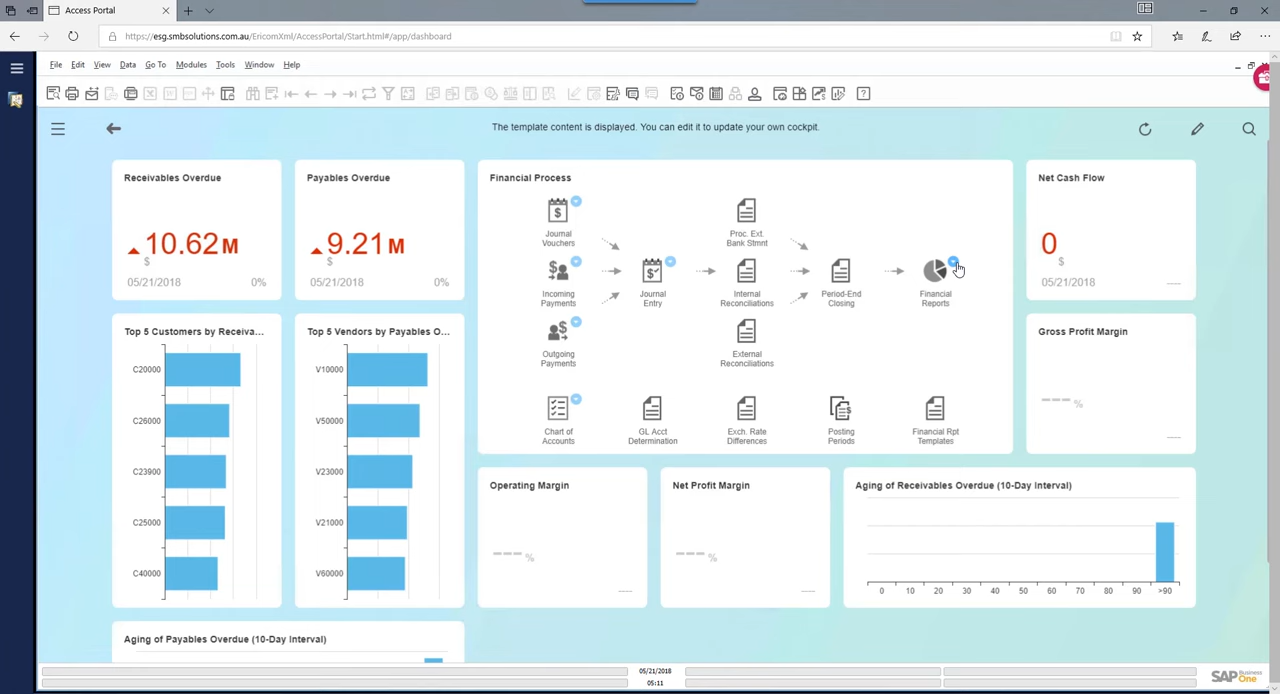 Access Portal
https://esg.smbsolutions.com.au/EricomXml/AccessPortal/Start.html#/app/dashboard
File Edit View Data Go To Modules Tools Window Help
The template content is displayed. You can edit it to update your own cockpit.
Receivables Overdue
10.62 M
$
05/21/2018 0%
Payables Overdue
9.21 M
$
05/21/2018 0%
Financial Process
Journal
Vouchers
Proc. Ext.
Bank Stmnt
Incoming
Payments
Journal
Entry
Internal
Reconciliations
Period-End
Closing
Financial
Reports
Outgoing
Payments
External
Reconciliations
Chart of
Accounts
GL Acct
Determination
Exch. Rate
Differences
Posting
Periods
Financial Rpt
Templates
Net Cash Flow
0
$
05/21/2018 ----
Top 5 Customers by Receiva...
C20000
C26000
C23900
C25000
C40000
Top 5 Vendors by Payables O...
V10000
V50000
V23000
V21000
V60000
Gross Profit Margin
--- %
----
Operating Margin
--- %
----
Net Profit Margin
--- %
----
Aging of Receivables Overdue (10-Day Interval)
0 10 20 30 40 50 60 70 80 90 >90
Aging of Payables Overdue (10-Day Interval)
05/21/2018
05:11
SAP Business One